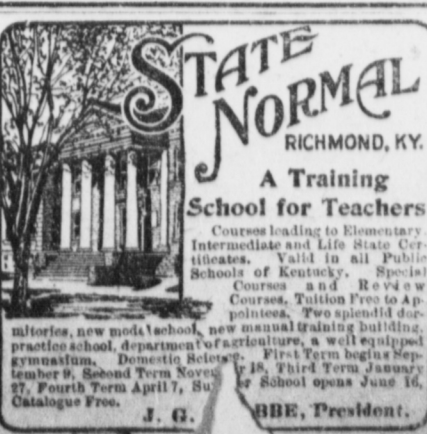 STATE
NORMAL
RICHMOND, KY.
A Training
School for Teachers
Courses leading to Elementary
Intermediate and Life State Cer-
tificates. Valid in all Public
Schools of Kentucky. Special
Courses and Review
Courses. Tuition Free to Ap-
pointees. Two splendid dor-
mitories, new model school, new manual training building,
practice school, department of agriculture, a well equipped
gymnasium. Domestic Science. First Term begins Sep-
tember 9, Second Term 18, Third Term January
27, Fourth Term April 7, School opens June 16,
Catalogue Free.
J. G. BBE, President.